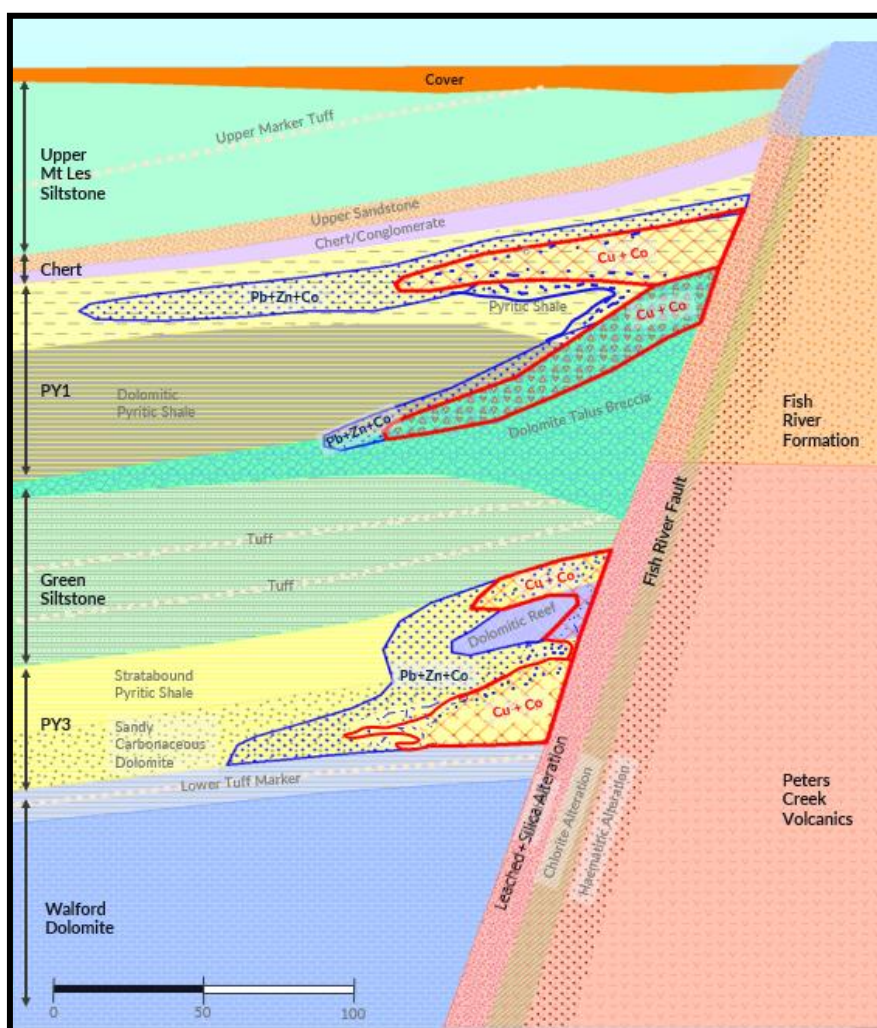 Cover
Upper Marker Tuff
Upper
Mt Les
Siltstone
Upper Sandstone
Chert/Conglomerate
Chert
Cu + Co
Pb+Zn+Co
Pyritic Shale
Cu + Co
PY1
Dolomitic
Pyritic Shale
Pb+Zn+Co
Dolomite Talus Breccia
Fish
River
Formation
Tuff
Tuff
Green
Siltstone
Fish River Fault
Cu + Co
Dolomitic Reef
Pb+Zn+Co
Stratabound
Pyritic Shale
PY3
Cu + Co
Sandy
Carbonaceous
Dolomite
Lower Tuff Marker
Leached + Silica Alteration
Chlorite Alteration
Haematitic Alteration
Peters
Creek
Volcanics
Walford
Dolomite
0
50
100